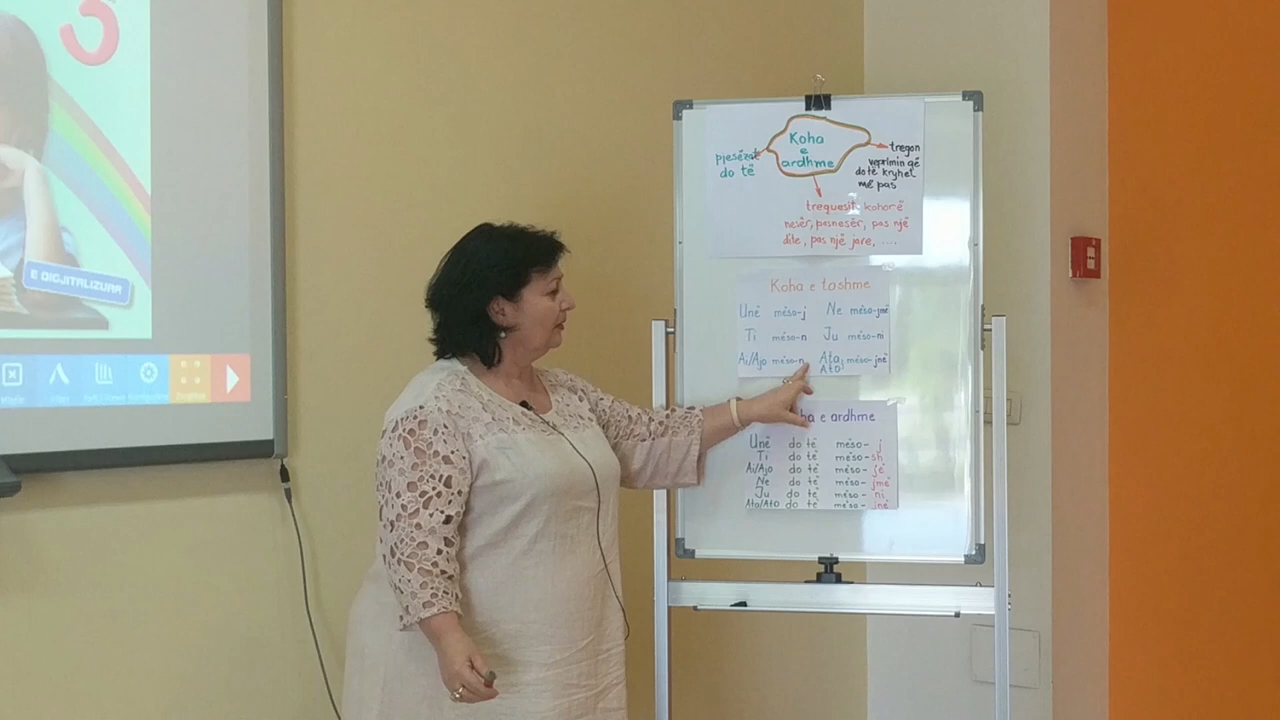 3
E DIGJITALIZUAR
Koha
e
ardhme
pjesëzat
do të
tregon
veprimin që
do të kryhet
më pas
treguesit kohorë
nesër, pasnesër, pas një
dite, pas një jave, ....
Koha e tashme
Unë mëso-j Ne mëso-jmë
Ti mëso-n Ju mëso-ni
Ai/Ajo mëso-n Ata/Ato mëso-jnë
ha e ardhme
Unë do të mëso-j
Ti do të mëso-sh
Ai/Ajo do të mëso-jë
Ne do të mëso-jmë
Ju do të mëso-ni
Ata/Ato do të mëso-jnë